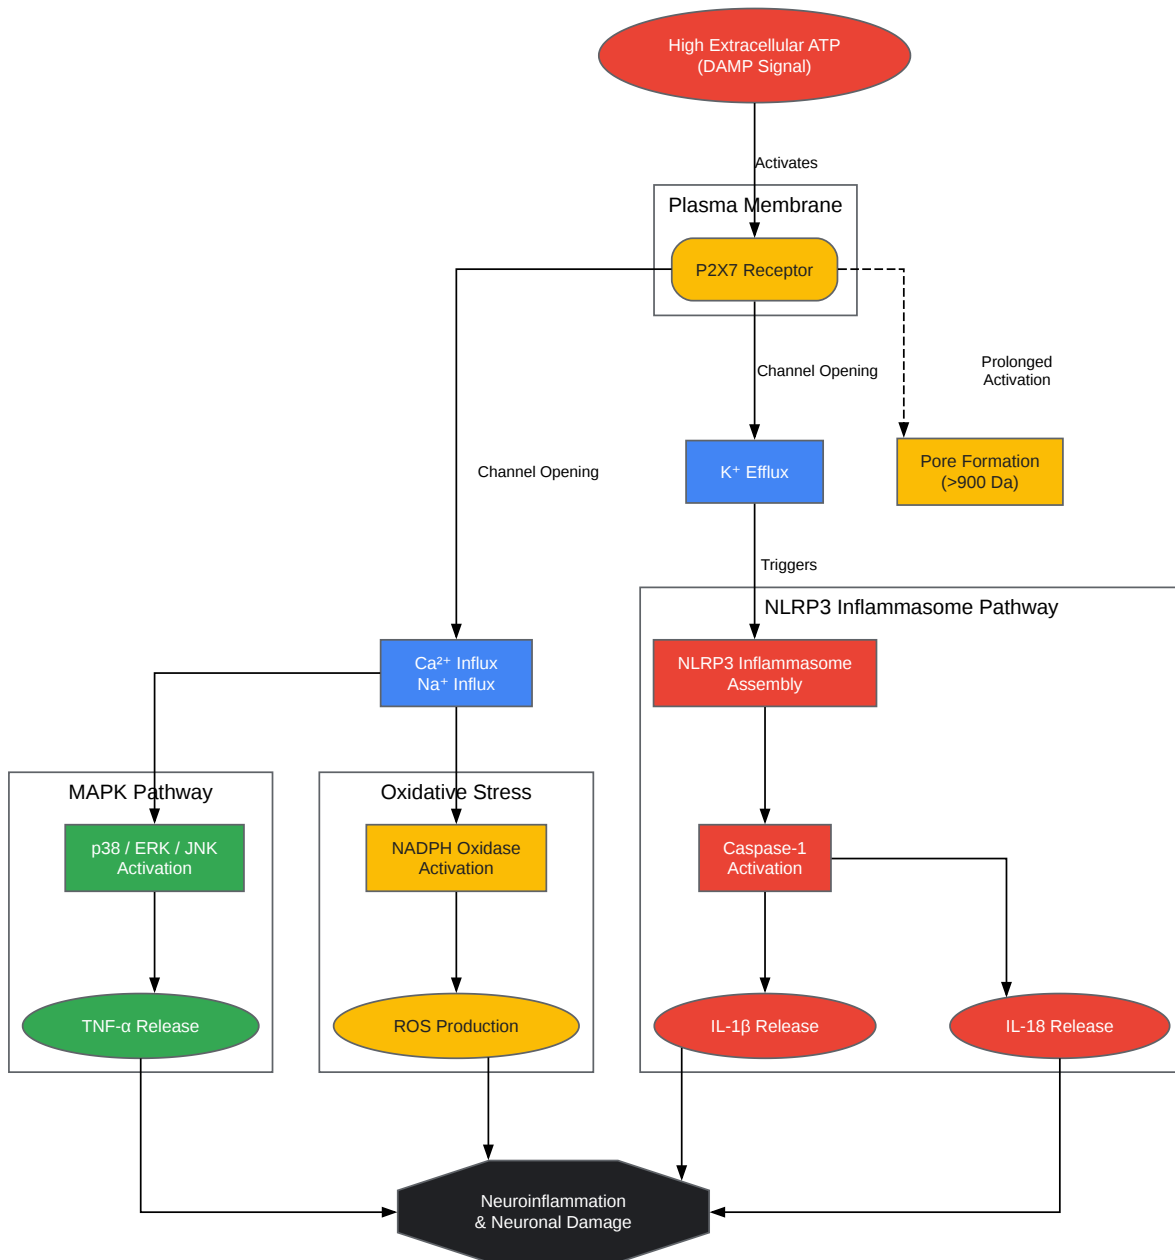 High Extracellular ATP
(DAMP Signal)
Activates
Plasma Membrane
P2X7 Receptor
Channel Opening
Prolonged
Activation
Channel Opening
K⁺ Efflux
Pore Formation
(>900 Da)
Triggers
NLRP3 Inflammasome Pathway
Ca²⁺ Influx
Na⁺ Influx
NLRP3 Inflammasome
Assembly
MAPK Pathway
Oxidative Stress
p38 / ERK / JNK
Activation
NADPH Oxidase
Activation
Caspase-1
Activation
TNF-α Release
ROS Production
IL-1β Release
IL-18 Release
Neuroinflammation
& Neuronal Damage